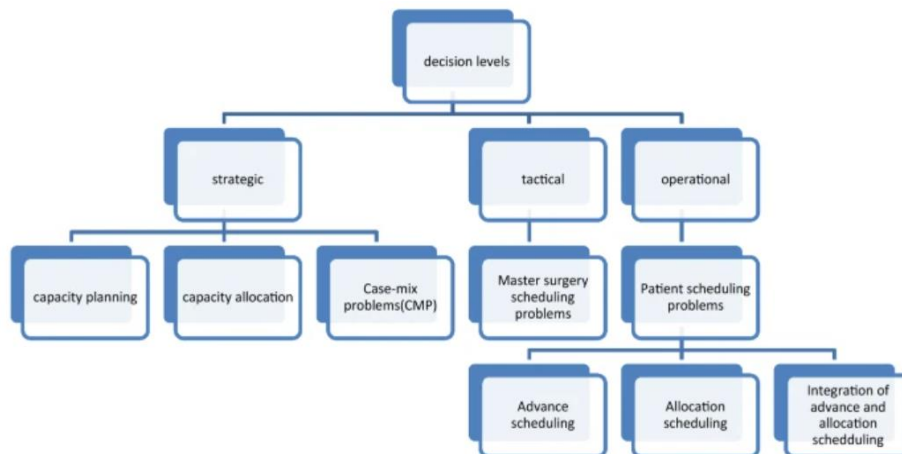 decision levels
strategic
tactical
operational
capacity planning
capacity allocation
Case-mix
problems(CMP)
Master surgery
scheduling
problems
Patient scheduling
problems
Advance
scheduling
Allocation
scheduling
Integration of
advance and
allocation
schedduling